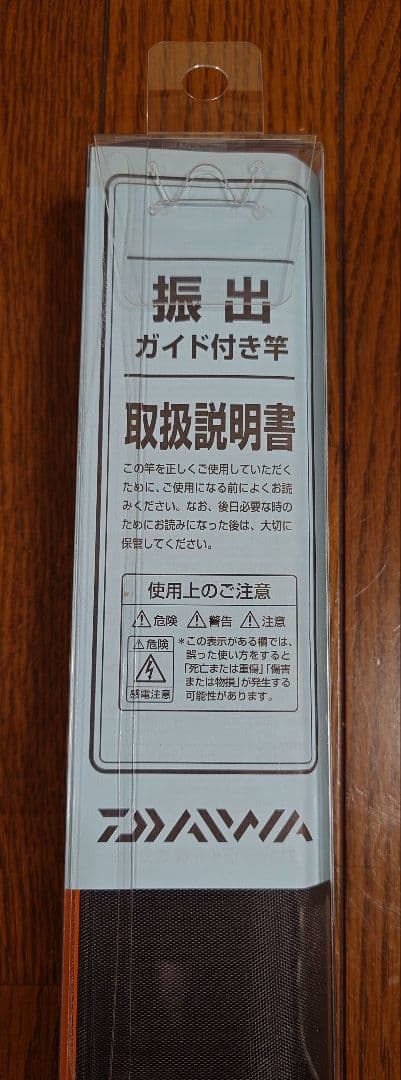 振出
ガイド付き竿
取扱説明書
この竿を正しくご使用していただく
ために、ご使用になる前によくお読
みください。なお、後日必要な時の
ためにお読みになった後は、大切に
保管してください。
使用上のご注意
危険 警告 注意
危険
感電注意
*この表示がある欄では、
誤った使い方をすると
「死亡または重傷」「傷害
または物損」が発生する
可能性があります。
DAIWA